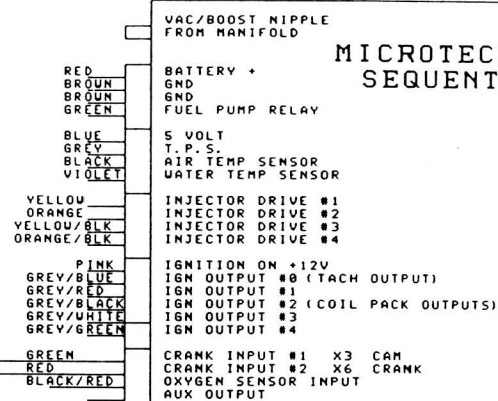 VAC/BOOST NIPPLE
FROM MANIFOLD
MICROTEC
SEQUENT
RED BATTERY +
BROWN GND
BROWN GND
GREEN FUEL PUMP RELAY
BLUE 5 VOLT
GREY T.P.S.
BLACK AIR TEMP SENSOR
VIOLET WATER TEMP SENSOR
YELLOW INJECTOR DRIVE #1
ORANGE INJECTOR DRIVE #2
YELLOW/BLK INJECTOR DRIVE #3
ORANGE/BLK INJECTOR DRIVE #4
PINK IGNITION ON +12V
GREY/BLUE IGN OUTPUT #0 (TACH OUTPUT)
GREY/RED IGN OUTPUT #1
GREY/BLACK IGN OUTPUT #2 (COIL PACK OUTPUTS)
GREY/WHITE IGN OUTPUT #3
GREY/GREEN IGN OUTPUT #4
GREEN CRANK INPUT #1 X3 CAM
RED CRANK INPUT #2 X6 CRANK
BLACK/RED OXYGEN SENSOR INPUT
AUX OUTPUT